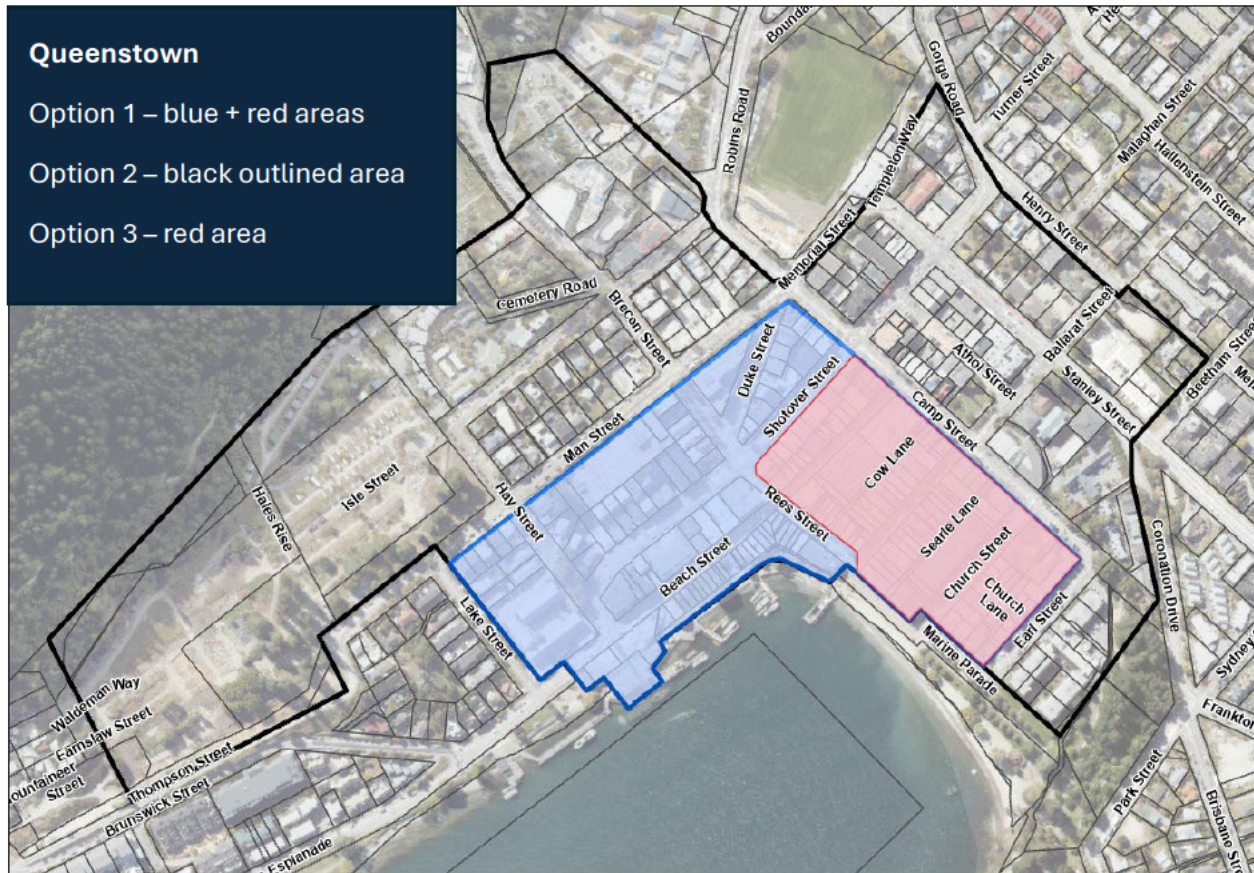 Queenstown
Option 1 – blue + red areas
Option 2 – black outlined area
Option 3 – red area
Gorge Road
Turner Street
Malaghan Street
Hallenstein Street
Robins Road
Templeton Way
Memorial Street
Henry Street
Cemetery Road
Brecon Street
Duke Street
Shotover Street
Athol Street
Ballarat Street
Stanley Street
Beetham Stree
Man Street
Camp Street
Cow Lane
Isle Street
Hay Street
Hales Rise
Rees Street
Searle Lane
Church Street
Church
Lane
Beach Street
Earl Street
Coronation Drive
Lake Street
Marine Parade
Sydney
Waldeman Way
Earnslaw Street
ountaineer
Street
Thompson Street
Brunswick Street
Frankfo
Park Street
Brisbane Stre
Esplanade